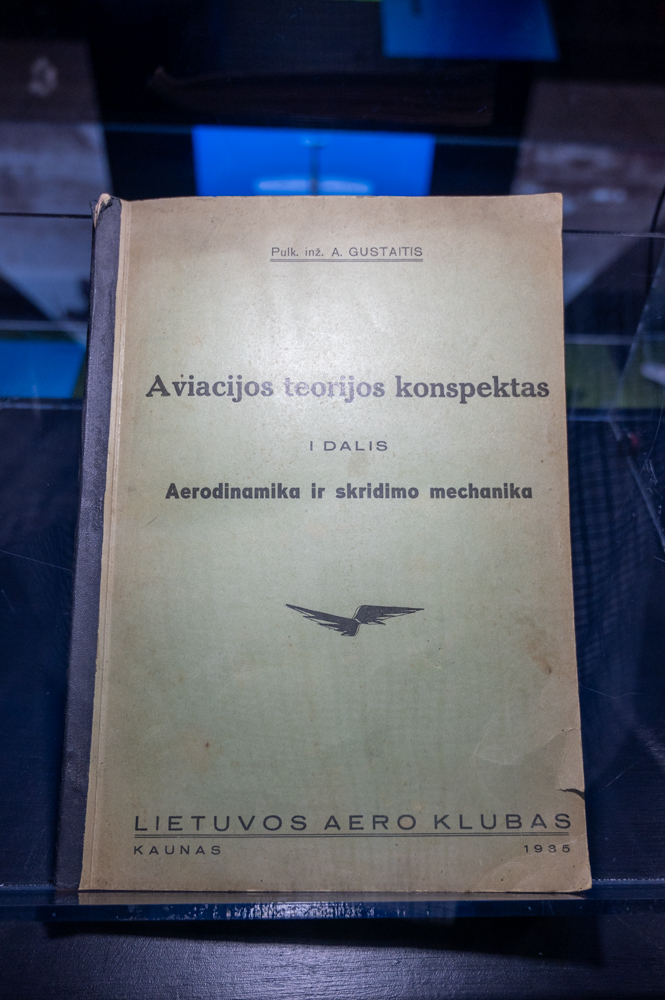 Pulk. inž. A. GUSTAITIS
Aviacijos teorijos konspektas
I DALIS
Aerodinamika ir skridimo mechanika
LIETUVOS AERO KLUBAS
KAUNAS 1935